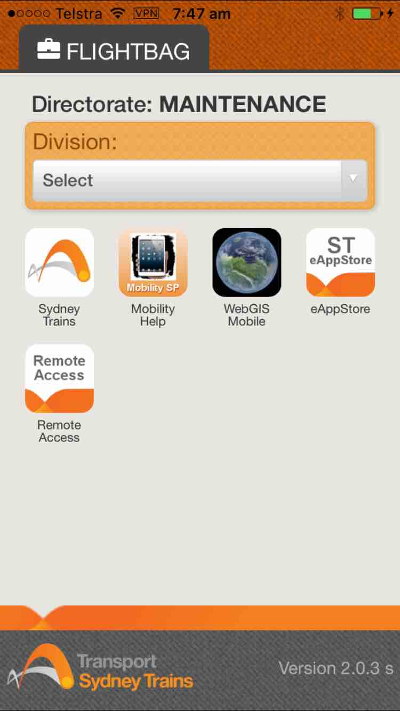 Telstra VPN 7:47 am
FLIGHTBAG
Directorate: MAINTENANCE
Division:
Select
Mobility SP
ST
eAppStore
Sydney
Trains
Mobility
Help
WebGIS
Mobile
eAppStore
Remote
Access
Remote
Access
Transport
Sydney Trains
Version 2.0.3 s